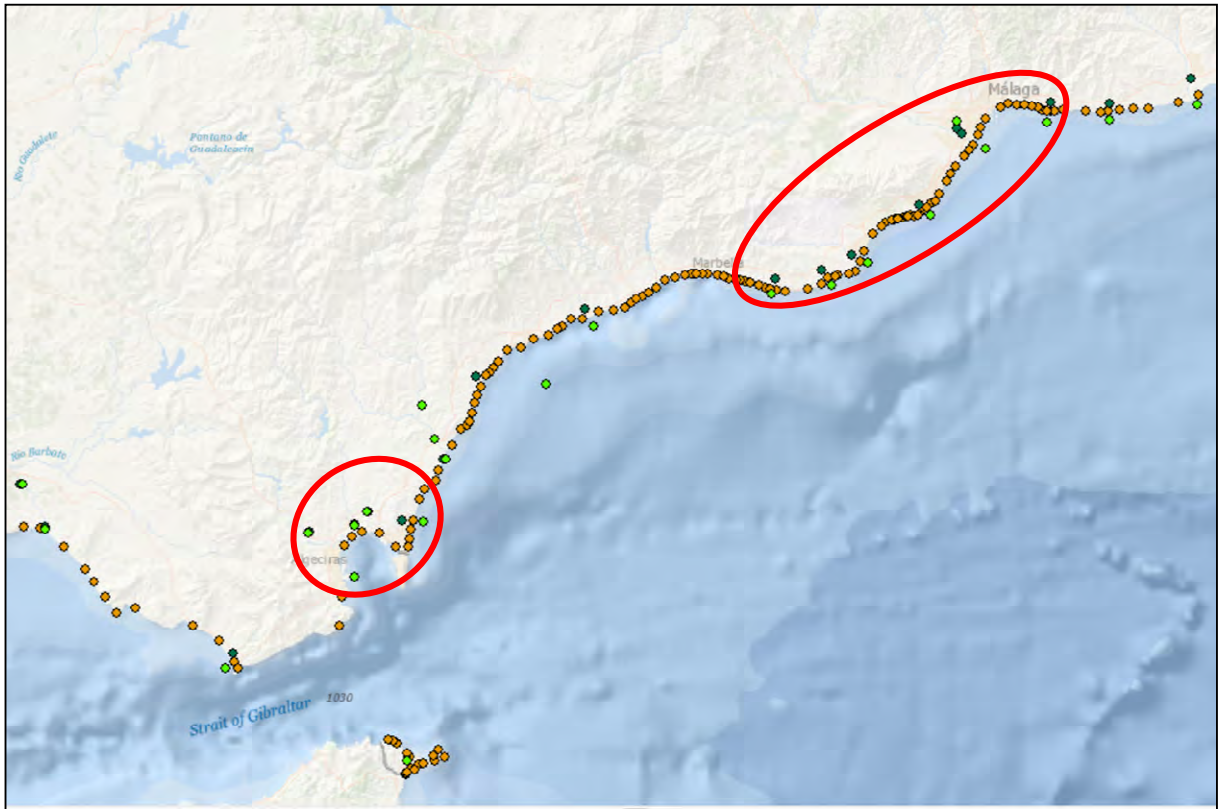 Málaga
Río Guadalete
Pantano de
Guadalcacín
Marbella
Río Barbate
Algeciras
1030
Strait of Gibraltar